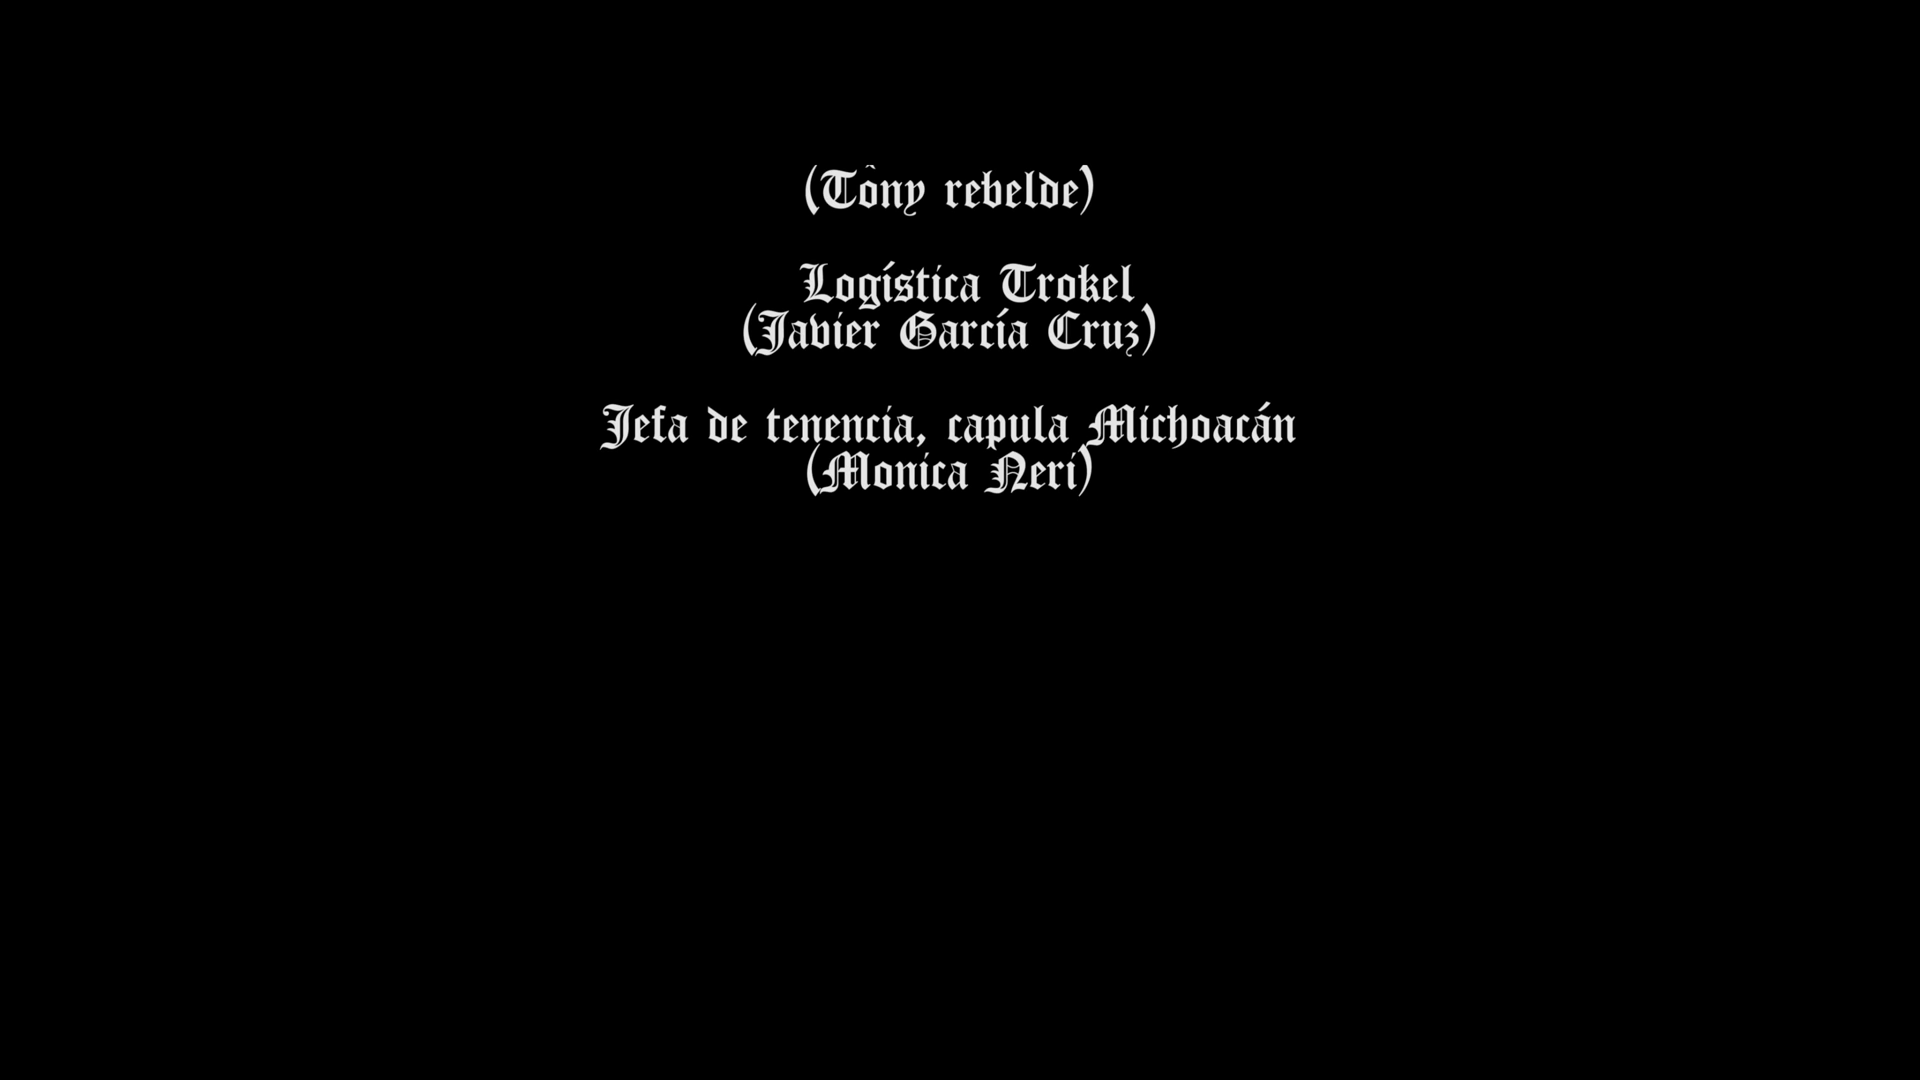 (Tony rebelde)
Logística Trokel
(Javier García Cruz)
Jefa de tenencia, capula Michoacán
(Monica Neri)